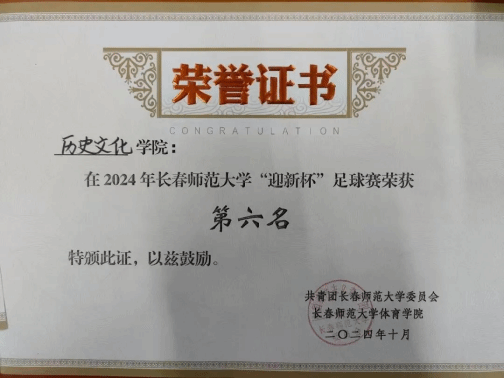 荣誉证书
CONGRATULATION
历史文化学院：
在2024年长春师范大学“迎新杯”足球赛荣获
第六名
特颁此证，以兹鼓励。
共青团长春师范大学委员会
长春师范大学体育学院
二〇二四年十月